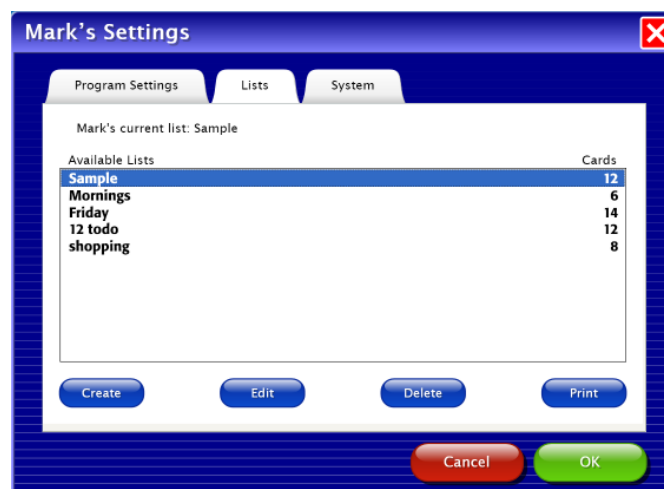 Mark's Settings
Program Settings Lists System
Mark's current list: Sample
Available Lists Cards
Sample 12
Mornings 6
Friday 14
12 todo 12
shopping 8
Create Edit Delete Print
Cancel OK